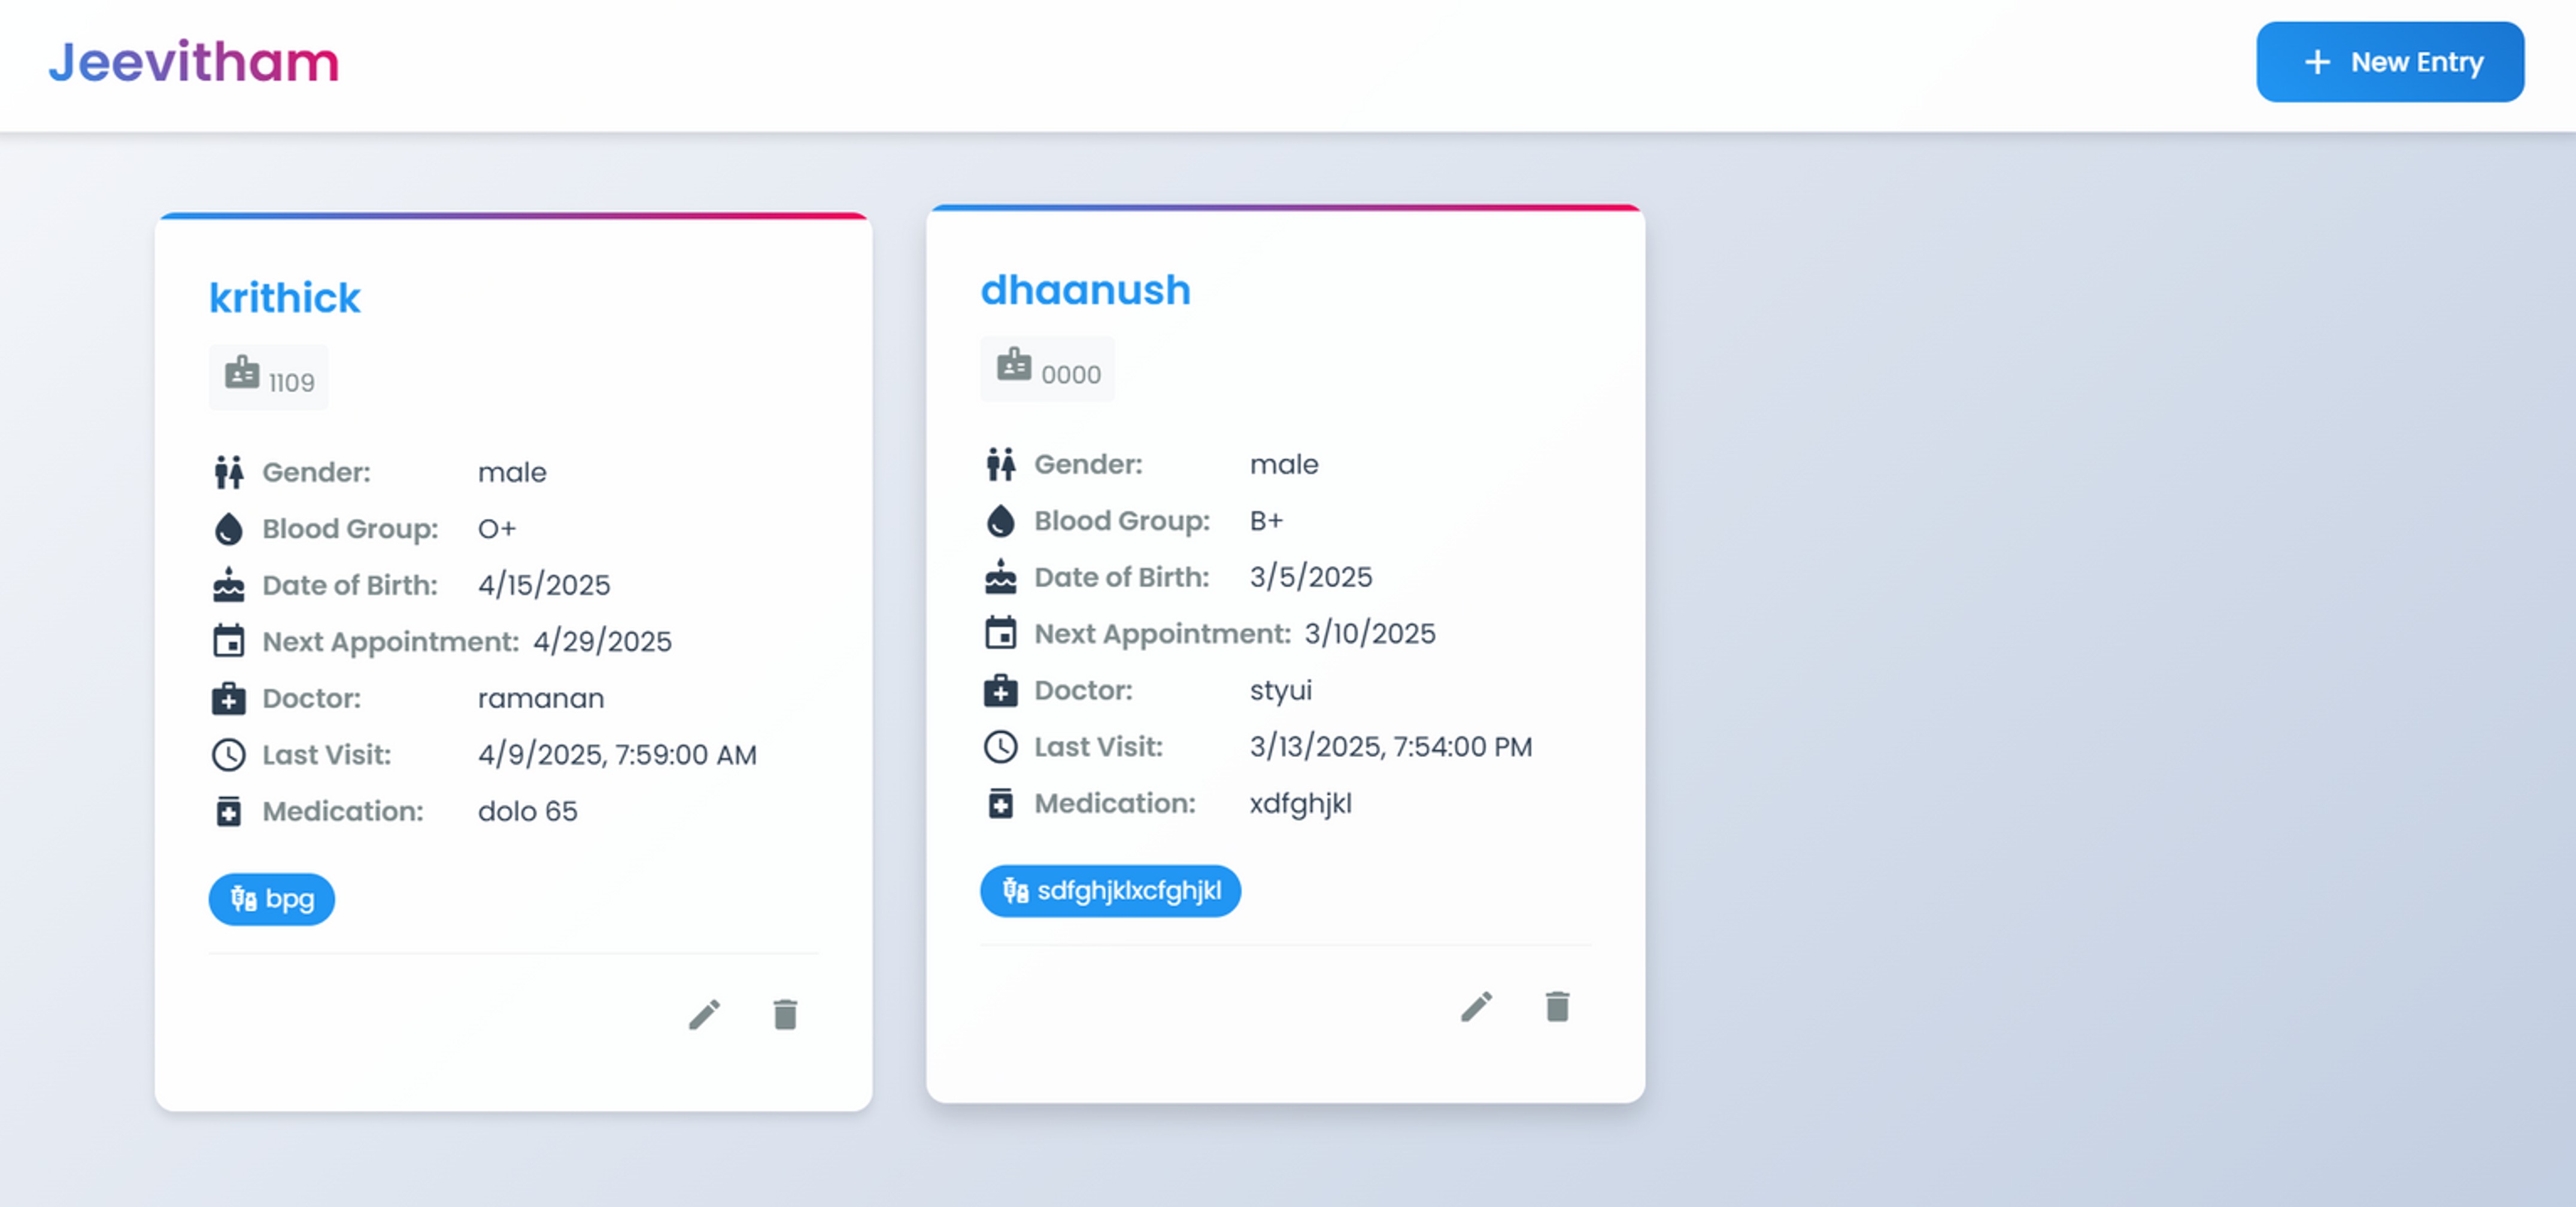 Jeevitham
+ New Entry
krithick
1109
Gender: male
Blood Group: O+
Date of Birth: 4/15/2025
Next Appointment: 4/29/2025
Doctor: ramanan
Last Visit: 4/9/2025, 7:59:00 AM
Medication: dolo 65
bpg
dhaanush
0000
Gender: male
Blood Group: B+
Date of Birth: 3/5/2025
Next Appointment: 3/10/2025
Doctor: styui
Last Visit: 3/13/2025, 7:54:00 PM
Medication: xdfghjkl
sdfghjklxcfghjkl